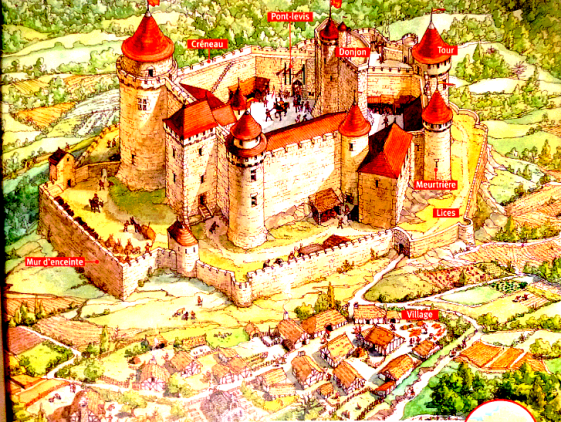 Pont-levis
Créneau
Donjon
Tour
Meurtrière
Lices
Mur d'enceinte
Village